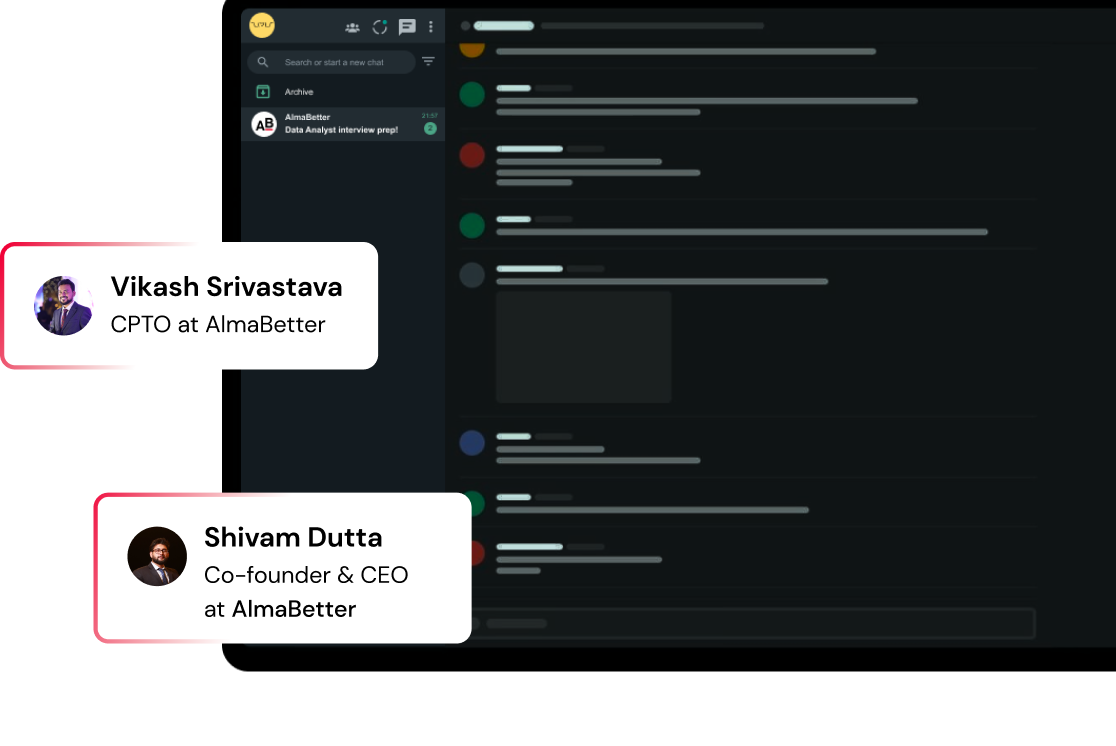 Search or start a new chat
Archive
AB
AlmaBetter
21:57
Data Analyst interview prep!
2
Vikash Srivastava
CPTO at AlmaBetter
Shivam Dutta
Co-founder & CEO
at AlmaBetter